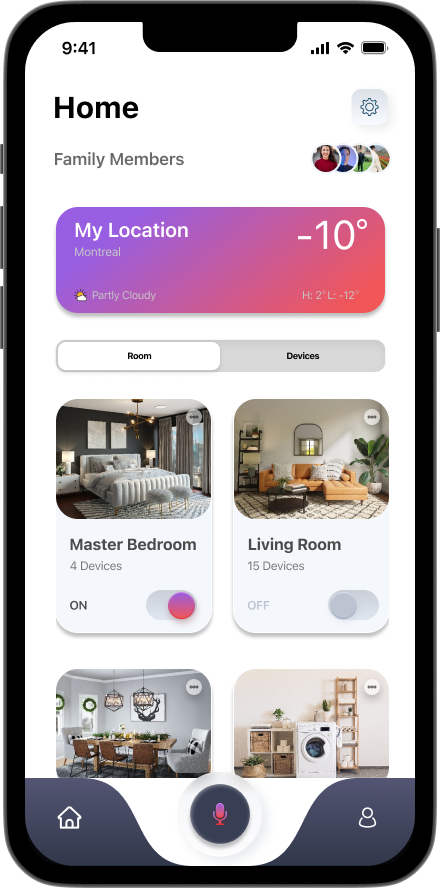 9:41
Home
Family Members
My Location
-10°
Montreal
Partly Cloudy
H: 2° L: -12°
Room
Devices
Master Bedroom
Living Room
4 Devices
15 Devices
ON
OFF